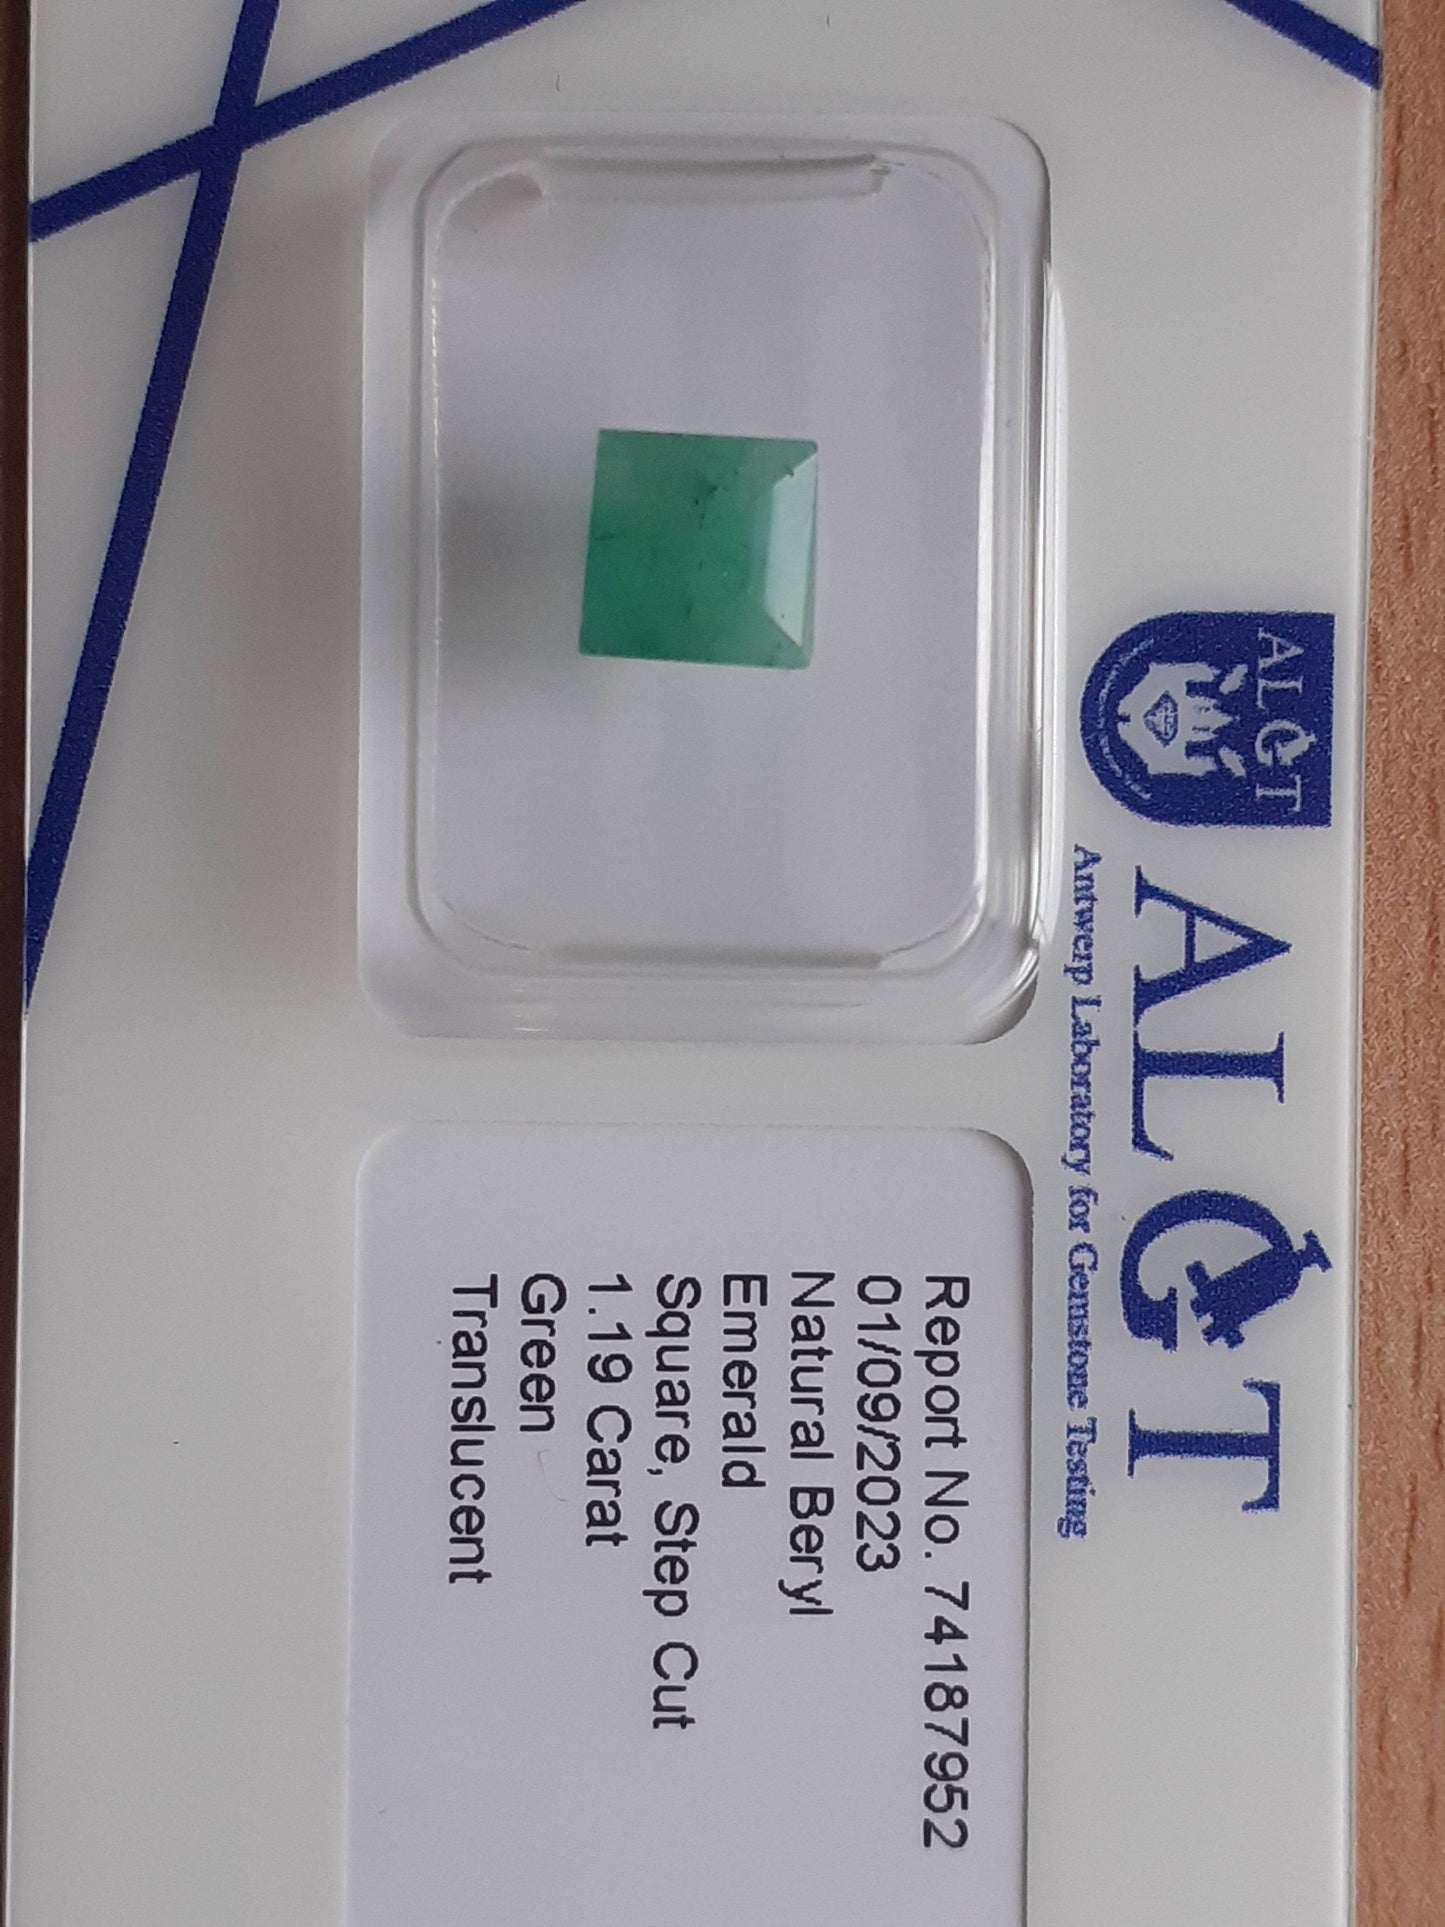 ALGT
ALGT
Antwerp Laboratory for Gemstone Testing
Report No. 74187952
01/09/2023
Natural Beryl
Emerald
Square, Step Cut
1.19 Carat
Green
Translucent